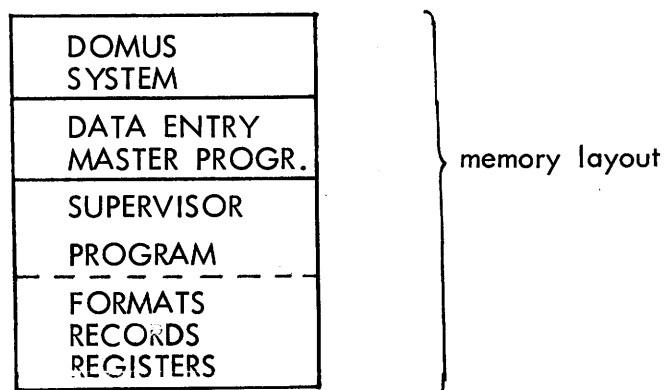 DOMUS
SYSTEM
DATA ENTRY
MASTER PROGR.
SUPERVISOR
PROGRAM
FORMATS
RECORDS
REGISTERS
memory layout